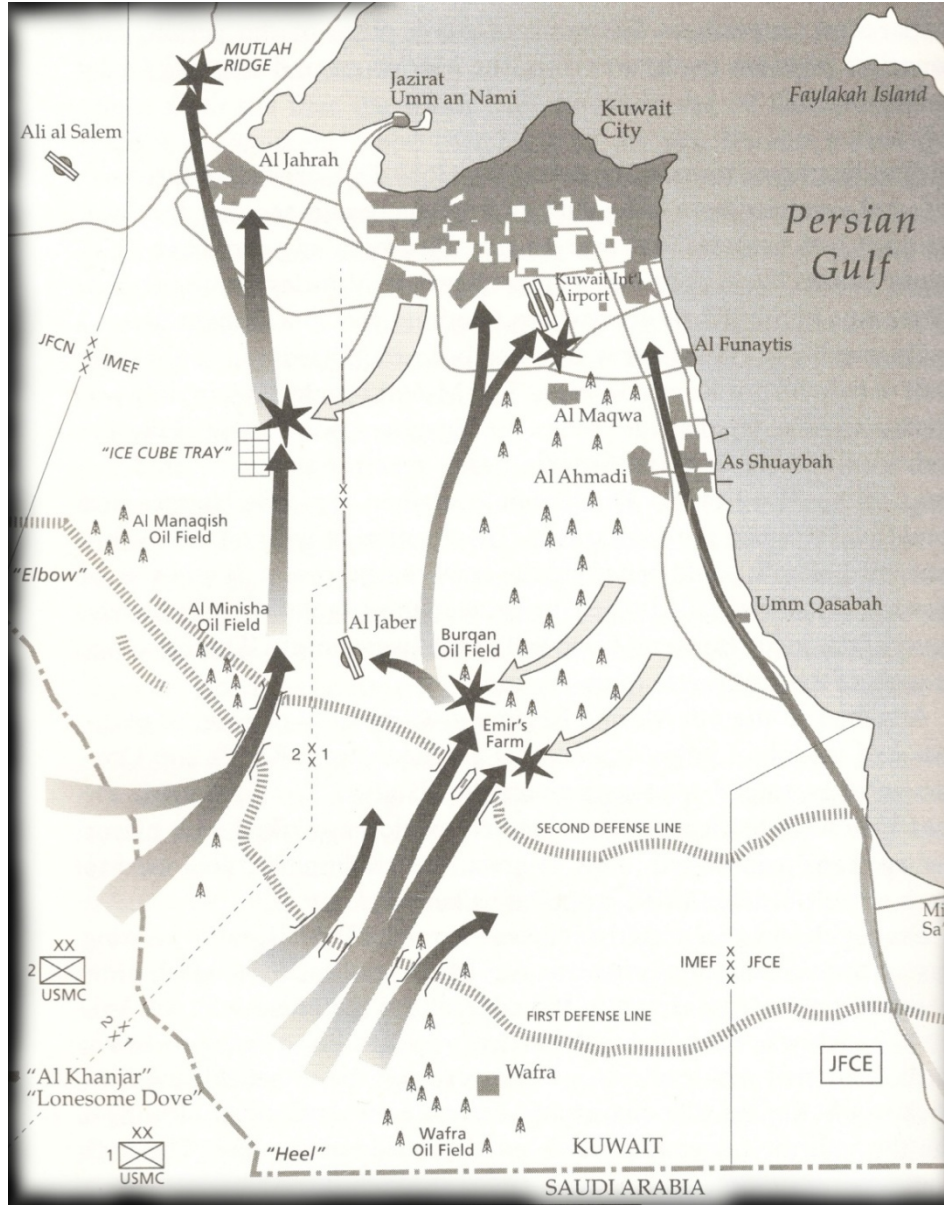 MUTLAH
RIDGE
Jazirat
Umm an Nami
Kuwait
City
Faylakah Island
Ali al Salem
Al Jahrah
Persian
Gulf
Kuwait Int'l
Airport
JFCN
X
X
X
IMEF
Al Funaytis
Al Maqwa
"ICE CUBE TRAY"
Al Ahmadi
As Shuaybah
X
X
Al Manaqish
Oil Field
"Elbow"
Al Minisha
Oil Field
Al Jaber
Umm Qasabah
Burqan
Oil Field
Emir's
Farm
2 X
X 1
SECOND DEFENSE LINE
Mi
Sa'
XX
2
USMC
IMEF
X
X
X
JFCE
FIRST DEFENSE LINE
2 X
X 1
JFCE
"Al Khanjar"
"Lonesome Dove"
Wafra
XX
1
USMC
"Heel"
Wafra
Oil Field
KUWAIT
SAUDI ARABIA